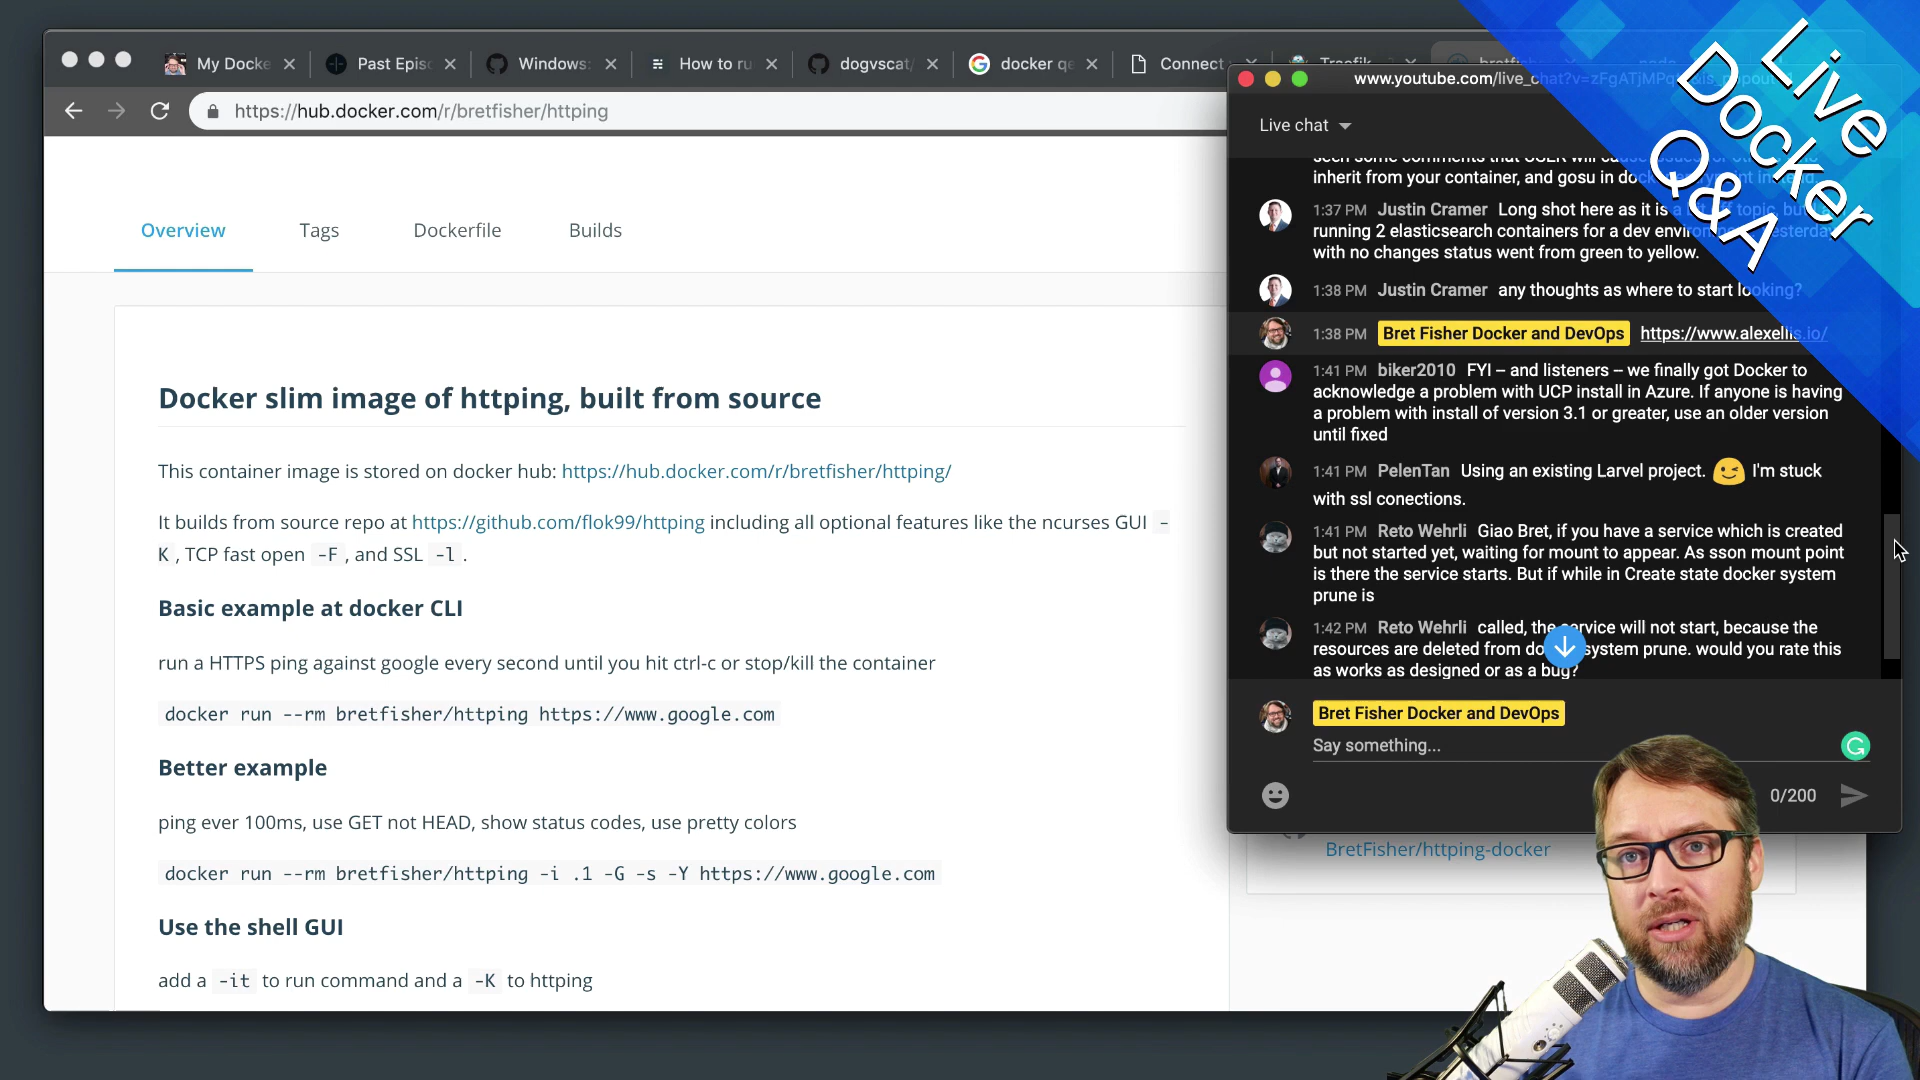 My Docke
Past Episo
Windows:
How to ru
dogvscat/
docker qe
Connect
Traefik
https://hub.docker.com/r/bretfisher/httping
Overview
Tags
Dockerfile
Builds
Docker slim image of httping, built from source
This container image is stored on docker hub: https://hub.docker.com/r/bretfisher/httping/
It builds from source repo at https://github.com/flok99/httping including all optional features like the ncurses GUI -
K , TCP fast open -F , and SSL -l .
Basic example at docker CLI
run a HTTPS ping against google every second until you hit ctrl-c or stop/kill the container
docker run --rm bretfisher/httping https://www.google.com
Better example
ping ever 100ms, use GET not HEAD, show status codes, use pretty colors
docker run --rm bretfisher/httping -i .1 -G -s -Y https://www.google.com
Use the shell GUI
add a -it to run command and a -K to httping
www.youtube.com/live_chat?v=
Live chat
seen some comments that USER will
inherit from your container, and gosu in
1:37 PM Justin Cramer Long shot here as it is a bit off topic, but
running 2 elasticsearch containers for a dev environ yesterday
with no changes status went from green to yellow.
1:38 PM Justin Cramer any thoughts as where to start looking?
1:38 PM Bret Fisher Docker and DevOps https://www.alexellis.io/
1:41 PM biker2010 FYI – and listeners – we finally got Docker to
acknowledge a problem with UCP install in Azure. If anyone is having
a problem with install of version 3.1 or greater, use an older version
until fixed
1:41 PM PelenTan Using an existing Larvel project. I'm stuck
with ssl conections.
1:41 PM Reto Wehrli Giao Bret, if you have a service which is created
but not started yet, waiting for mount to appear. As sson mount point
is there the service starts. But if while in Create state docker system
prune is
1:42 PM Reto Wehrli called, the service will not start, because the
resources are deleted from system prune. would you rate this
as works as designed or as a bug?
Bret Fisher Docker and DevOps
Say something...
0/200
BretFisher/httping-docker
Live
Docker
Q&A